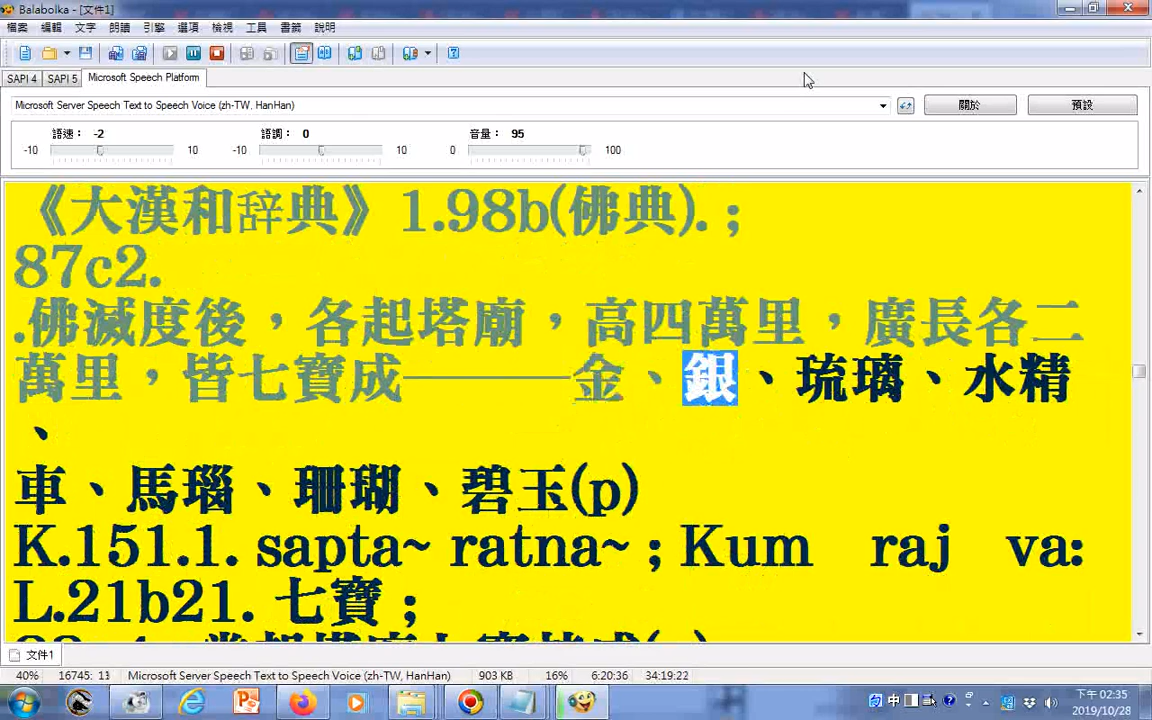 Balabolka - [文件1]
檔案 編輯 文字 朗讀 引擎 選項 檢視 工具 書籤 說明
SAPI 4 SAPI 5 Microsoft Speech Platform
Microsoft Server Speech Text to Speech Voice (zh-TW, HanHan) 關於 預設
語速： -2 語調： 0 音量： 95
-10 10 -10 10 0 100
《大漢和辞典》1.98b(佛典).；
87c2.
.佛滅度後，各起塔廟，高四萬里，廣長各二
萬里，皆七寶成———金、銀、琉璃、水精
、
車、馬瑙、珊瑚、碧玉(p)
K.151.1. sapta~ ratna~；Kum raj va:
L.21b21. 七寶；
文件1
40% 16745: 11 Microsoft Server Speech Text to Speech Voice (zh-TW, HanHan) 903 KB 16% 6:20:36 34:19:22
中 下午 02:35
2019/10/28